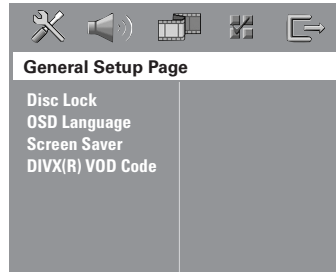 General Setup Page
Disc Lock
OSD Language
Screen Saver
DIVX(R) VOD Code